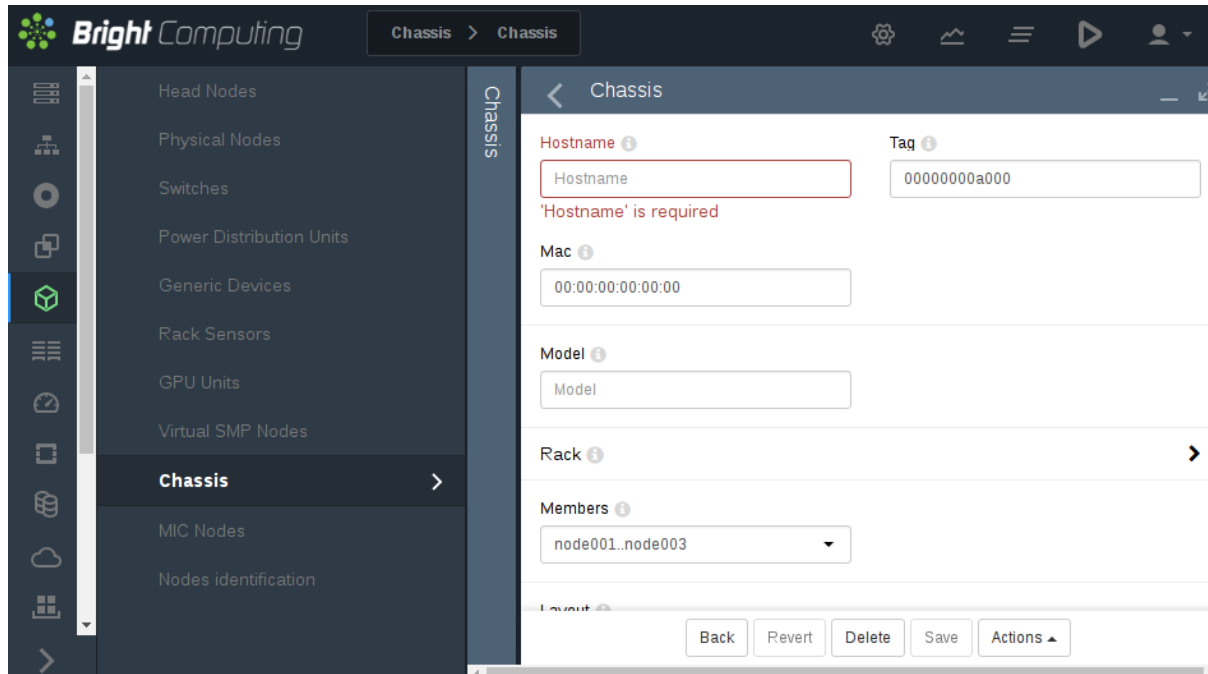 Bright Computing
Chassis > Chassis
Head Nodes
Physical Nodes
Switches
Power Distribution Units
Generic Devices
Rack Sensors
GPU Units
Virtual SMP Nodes
Chassis
MIC Nodes
Nodes identification
Chassis
Chassis
Hostname
Hostname
'Hostname' is required
Tag
00000000a000
Mac
00:00:00:00:00:00
Model
Model
Rack
Members
node001..node003
Layout
Back Revert Delete Save Actions